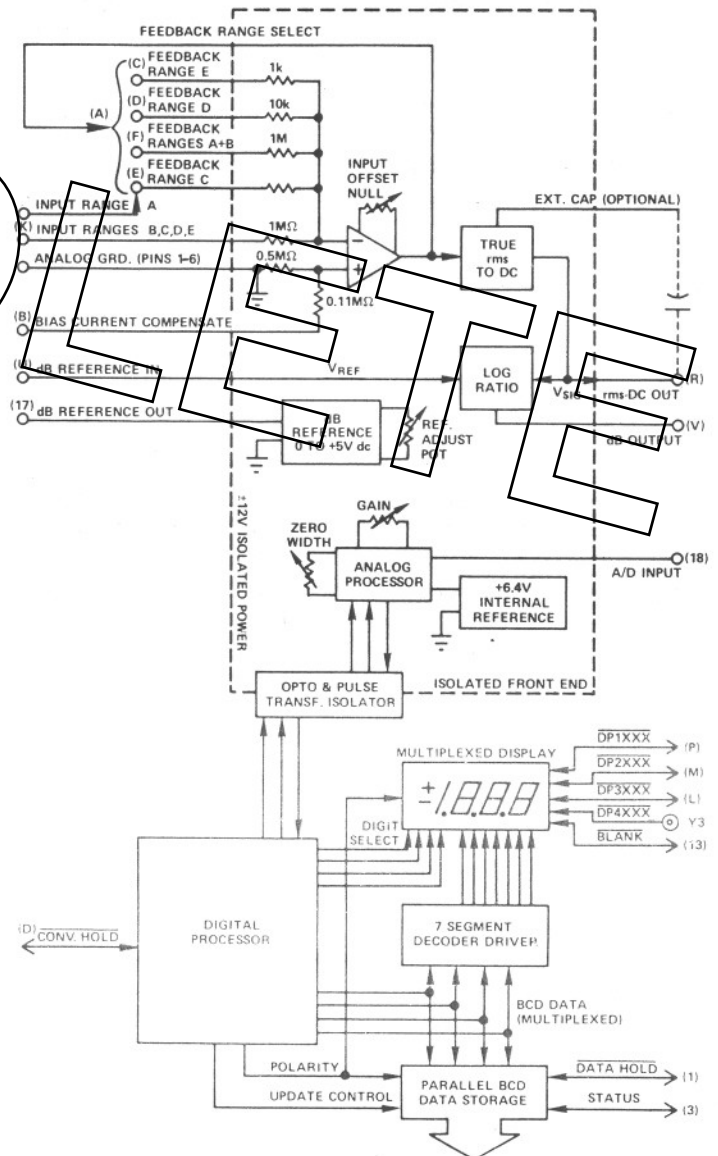 FEEDBACK RANGE SELECT
(C) FEEDBACK
RANGE E
1k
(D) FEEDBACK
RANGE D
10k
(A)
(F) FEEDBACK
RANGES A+B
1M
(E) FEEDBACK
RANGE C
INPUT
OFFSET
NULL
INPUT RANGE A
EXT. CAP (OPTIONAL)
(X) INPUT RANGES B,C,D,E
1MΩ
−
TRUE
rms
TO DC
ANALOG GRD. (PINS 1–6)
0.5MΩ
+
0.11MΩ
(B) BIAS CURRENT COMPENSATE
dB REFERENCE IN
VREF
LOG
RATIO
VSIG
rms-DC OUT
(R)
(17) dB REFERENCE OUT
dB
REFERENCE
0 TO +5V dc
REF.
ADJUST
POT
dB OUTPUT
(V)
±12V ISOLATED POWER
GAIN
ZERO
WIDTH
ANALOG
PROCESSOR
(18)
A/D INPUT
+6.4V
INTERNAL
REFERENCE
OPTO & PULSE
TRANSF. ISOLATOR
ISOLATED FRONT END
MULTIPLEXED DISPLAY
DP1XXX (P)
DP2XXX (M)
DP3XXX (L)
DP4XXX Y3
BLANK (13)
+
− 1.8.8.8
DIGIT
SELECT
DIGITAL
PROCESSOR
(D) CONV. HOLD
7 SEGMENT
DECODER DRIVER
BCD DATA
(MULTIPLEXED)
POLARITY
UPDATE CONTROL
PARALLEL BCD
DATA STORAGE
DATA HOLD (1)
STATUS (3)